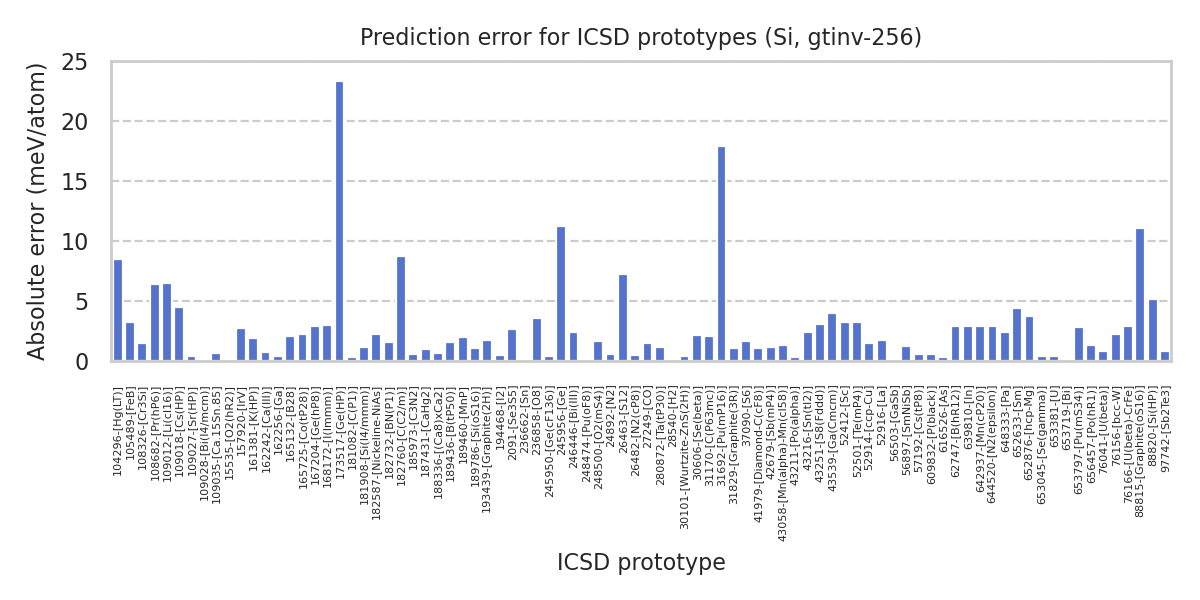 Prediction error for ICSD prototypes (Si, gtinv-256)
Absolute error (meV/atom)
25
20
15
10
5
0
104296-[Hg(LT)]
105489-[FeB]
108326-[Cr3Si]
108682-[Pr(hP6)]
109012-[Li(cI16)]
109018-[Cs(HP)]
109027-[Sr(HP)]
109028-[Bi(I4/mcm)]
109035-[Ca.15Sn.85]
15535-[O2(hR2)]
157920-[IrV]
161381-[K(HP)]
162242-[Ca(III)]
162256-[Ga]
165132-[B28]
165725-[Co(tP28)]
167204-[Ge(hP8)]
168172-[I(Immm)]
173517-[Ge(HP)]
181082-[C(P1)]
181908-[Si(I4/mmm)]
182587-[Nickeline-NiAs]
182732-[BN(P1)]
182760-[C(C2/m)]
185973-[C3N2]
187431-[CaHg2]
188336-[(Ca8)xCa2]
189436-[B(tP50)]
189460-[MnP]
189786-[Si(oS16)]
193439-[Graphite(2H)]
194468-[I2]
2091-[Se3S5]
236662-[Sn]
236858-[O8]
245950-[Ge(cF136)]
245956-[Ge]
246446-[Bi(III)]
248474-[Pu(oF8)]
248500-[O2(mS4)]
24892-[N2]
26463-[S12]
26482-[N2(cP8)]
27249-[CO]
280872-[Ta(tP30)]
28540-[H2]
30101-[Wurtzite-ZnS(2H)]
30606-[Se(beta)]
31170-[C(P63mc)]
31692-[Pu(mP16)]
31829-[Graphite(3R)]
37090-[S6]
41979-[Diamond-C(cF8)]
42679-[Sb(mP4)]
43058-[Mn(alpha)-Mn(cI58)]
43211-[Po(alpha)]
43216-[Sn(tI2)]
43251-[S8(Fddd)]
43539-[Ga(Cmcm)]
52412-[Sc]
52501-[Te(mP4)]
52914-[fcc-Cu]
52916-[La]
56503-[GaSb]
56897-[SmNiSb]
57192-[Cs(tP8)]
609832-[P(black)]
616526-[As]
62747-[B(hR12)]
639810-[In]
642937-[Mn(cP20)]
644520-[N2(epsilon)]
648333-[Pa]
652633-[Sm]
652876-[hcp-Mg]
653045-[Se(gamma)]
653381-[U]
653719-[Bi]
653797-[Pu(mS34)]
656457-[Po(hR1)]
76041-[U(beta)]
76156-[bcc-W]
76166-[U(beta)-CrFe]
88815-[Graphite(oS16)]
88820-[Si(HP)]
97742-[Sb2Te3]
ICSD prototype